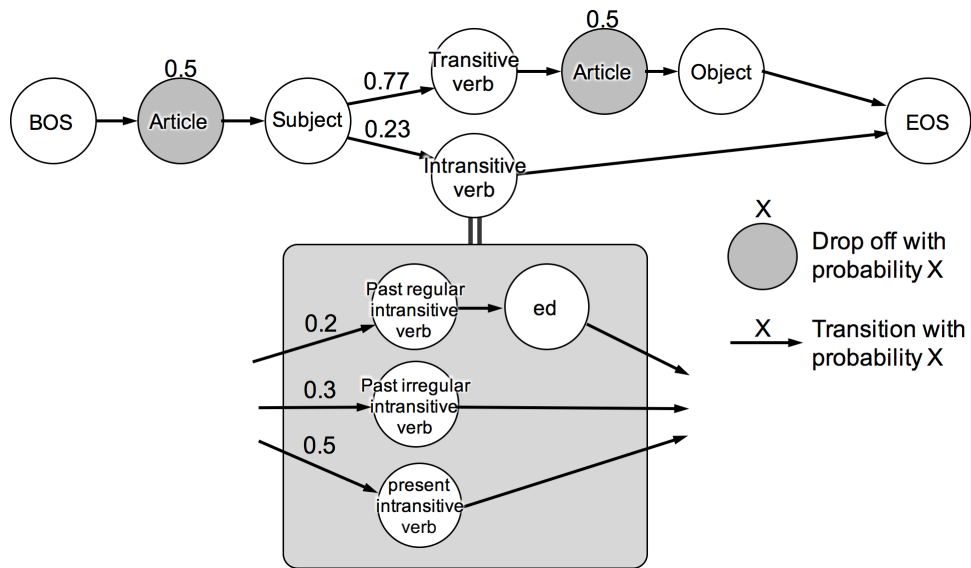 0.5
Transitive
verb
Article
Object
0.5
0.77
BOS
Article
Subject
EOS
0.23
Intransitive
verb
X
Drop off with
probability X
Past regular
intransitive
verb
ed
0.2
X
Transition with
probability X
0.3
Past irregular
intransitive
verb
0.5
present
intransitive
verb